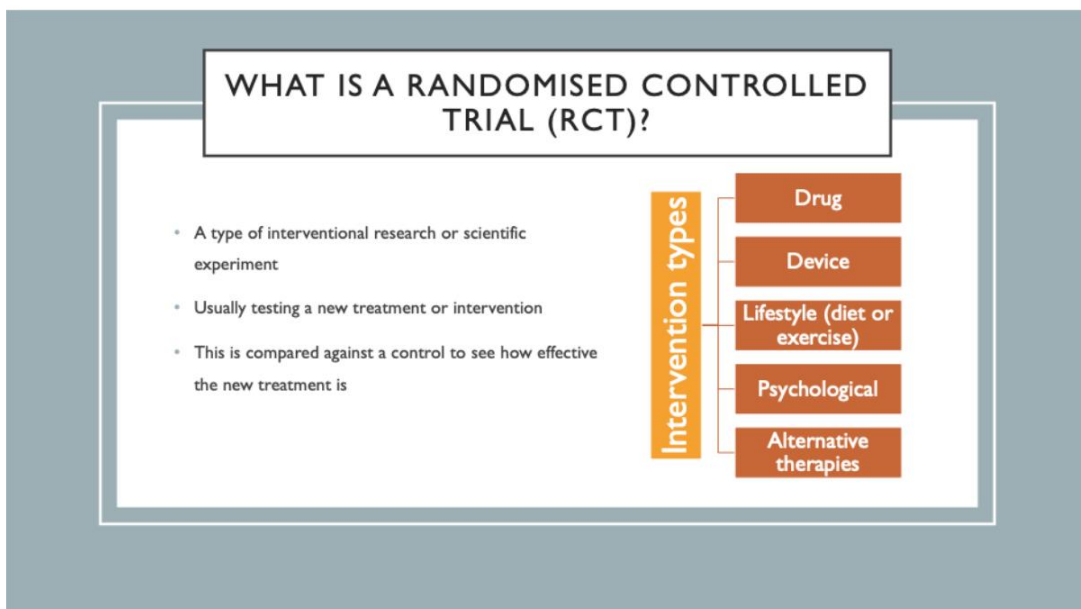 WHAT IS A RANDOMISED CONTROLLED
TRIAL (RCT)?
• A type of interventional research or scientific
experiment
• Usually testing a new treatment or intervention
• This is compared against a control to see how effective
the new treatment is
Intervention types
Drug
Device
Lifestyle (diet or
exercise)
Psychological
Alternative
therapies